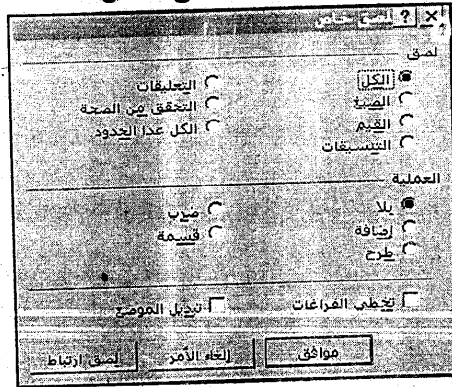 لصق خاص
لصق
الكل التعليقات
الصيغ التحقق من الصحة
القيم الكل عدا الحدود
التنسيقات
العملية
بلا ضرب
إضافة قسمة
طرح
تخطي الفراغات تبديل الموضع
موافق إلغاء الأمر لصق ارتباط